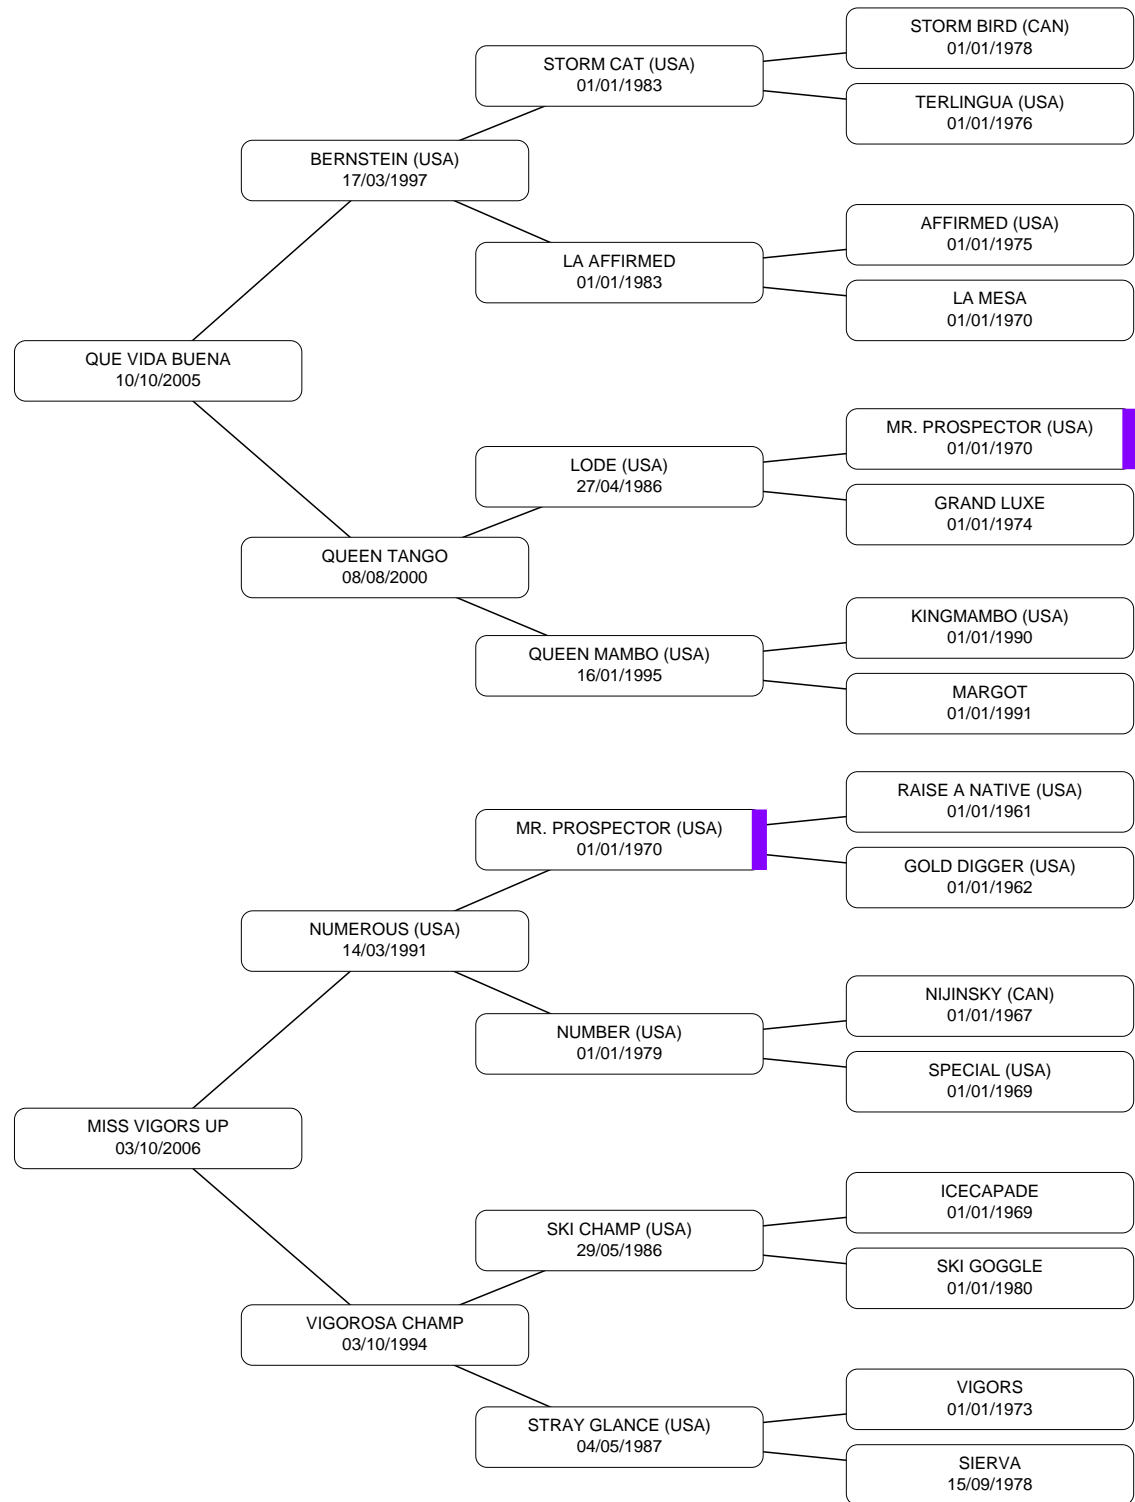 STORM BIRD (CAN)
01/01/1978
STORM CAT (USA)
01/01/1983
TERLINGUA (USA)
01/01/1976
BERNSTEIN (USA)
17/03/1997
AFFIRMED (USA)
01/01/1975
LA AFFIRMED
01/01/1983
LA MESA
01/01/1970
QUE VIDA BUENA
10/10/2005
MR. PROSPECTOR (USA)
01/01/1970
LODE (USA)
27/04/1986
GRAND LUXE
01/01/1974
QUEEN TANGO
08/08/2000
KINGMAMBO (USA)
01/01/1990
QUEEN MAMBO (USA)
16/01/1995
MARGOT
01/01/1991
RAISE A NATIVE (USA)
01/01/1961
MR. PROSPECTOR (USA)
01/01/1970
GOLD DIGGER (USA)
01/01/1962
NUMEROUS (USA)
14/03/1991
NIJINSKY (CAN)
01/01/1967
NUMBER (USA)
01/01/1979
SPECIAL (USA)
01/01/1969
MISS VIGORS UP
03/10/2006
ICECAPADE
01/01/1969
SKI CHAMP (USA)
29/05/1986
SKI GOGGLE
01/01/1980
VIGOROSA CHAMP
03/10/1994
VIGORS
01/01/1973
STRAY GLANCE (USA)
04/05/1987
SIERVA
15/09/1978